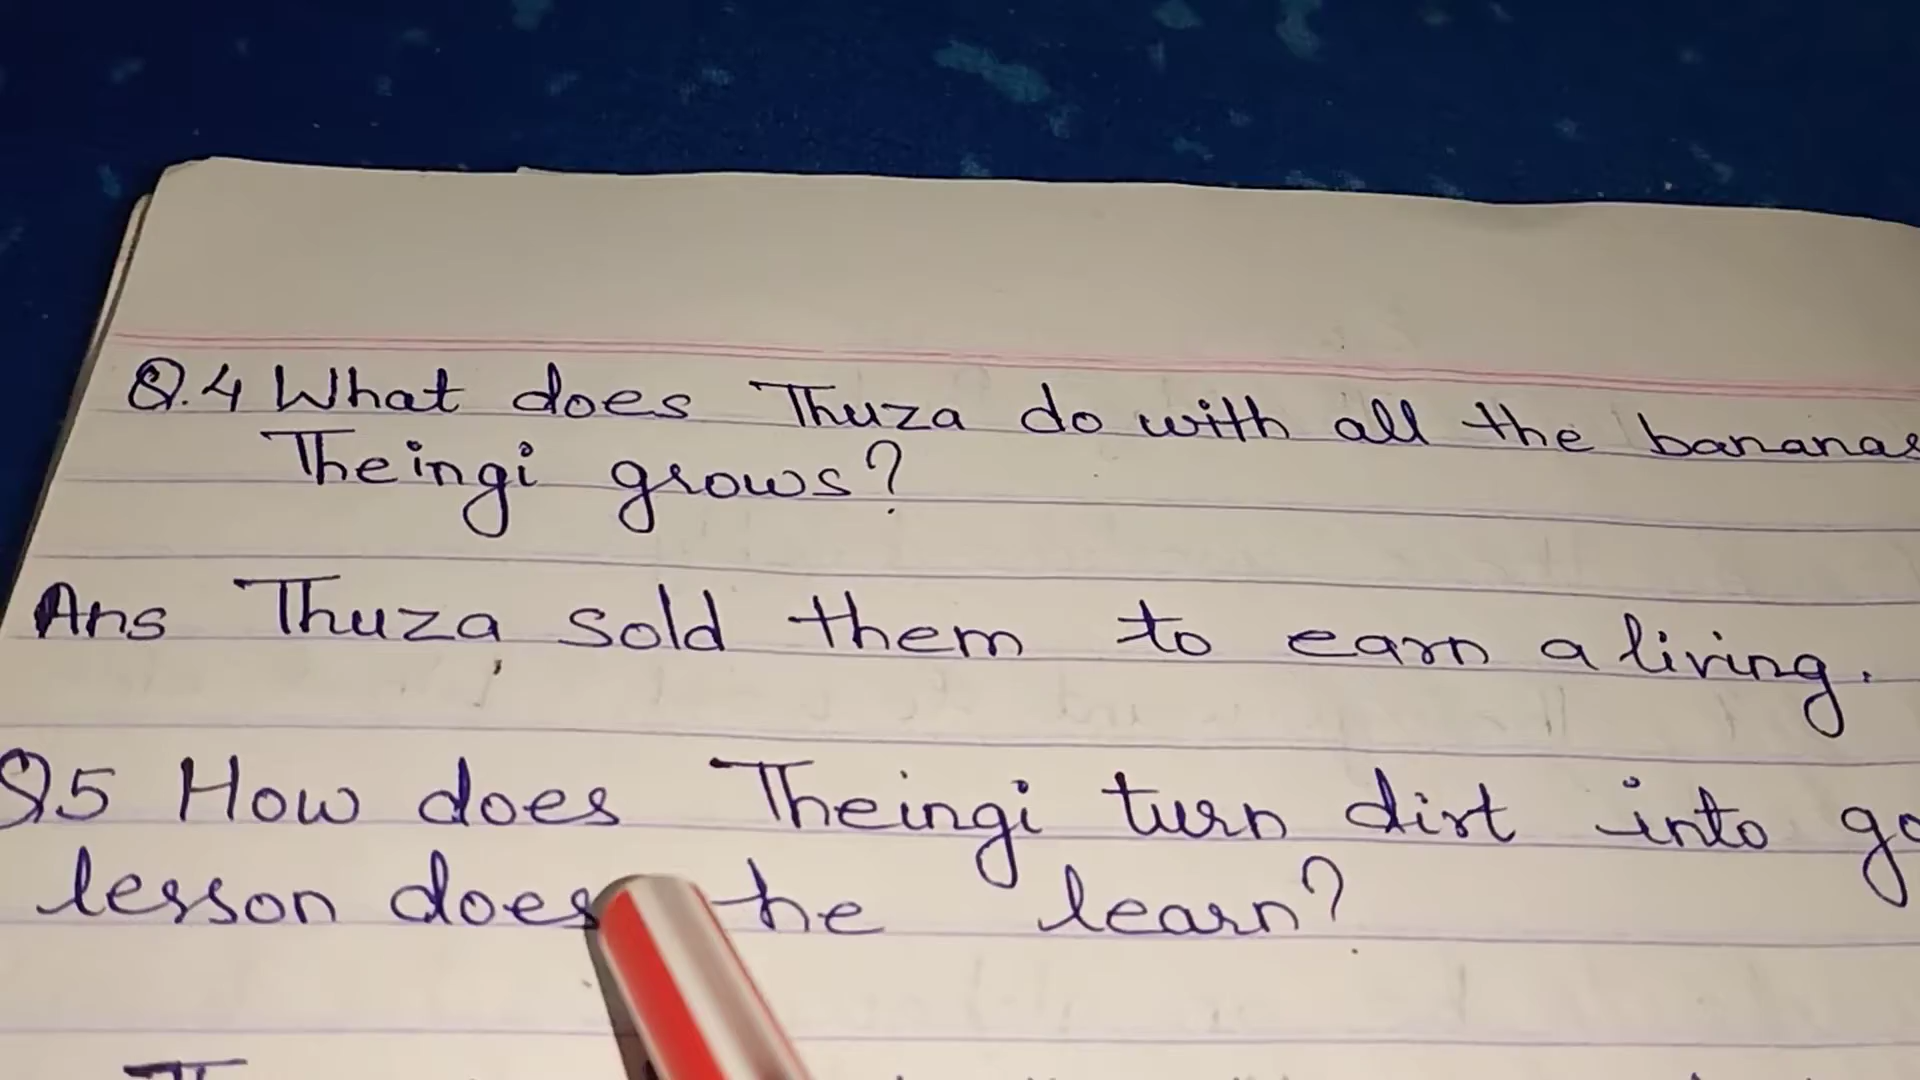 Q.4 What does Thuza do with all the bananas
Theingi grows?
Ans Thuza, sold them to earn a living.
Q5 How does Theingi turn dirt into
lesson does he learn?